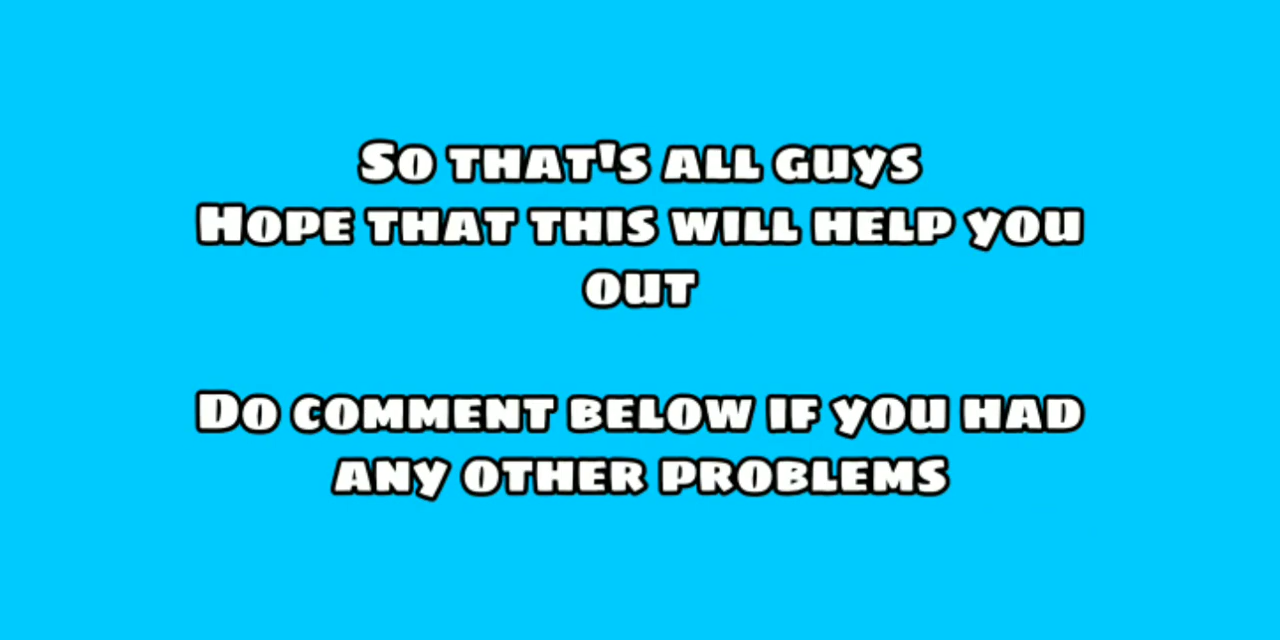 So that's all guys
Hope that this will help you
out
Do comment below if you had
any other problems